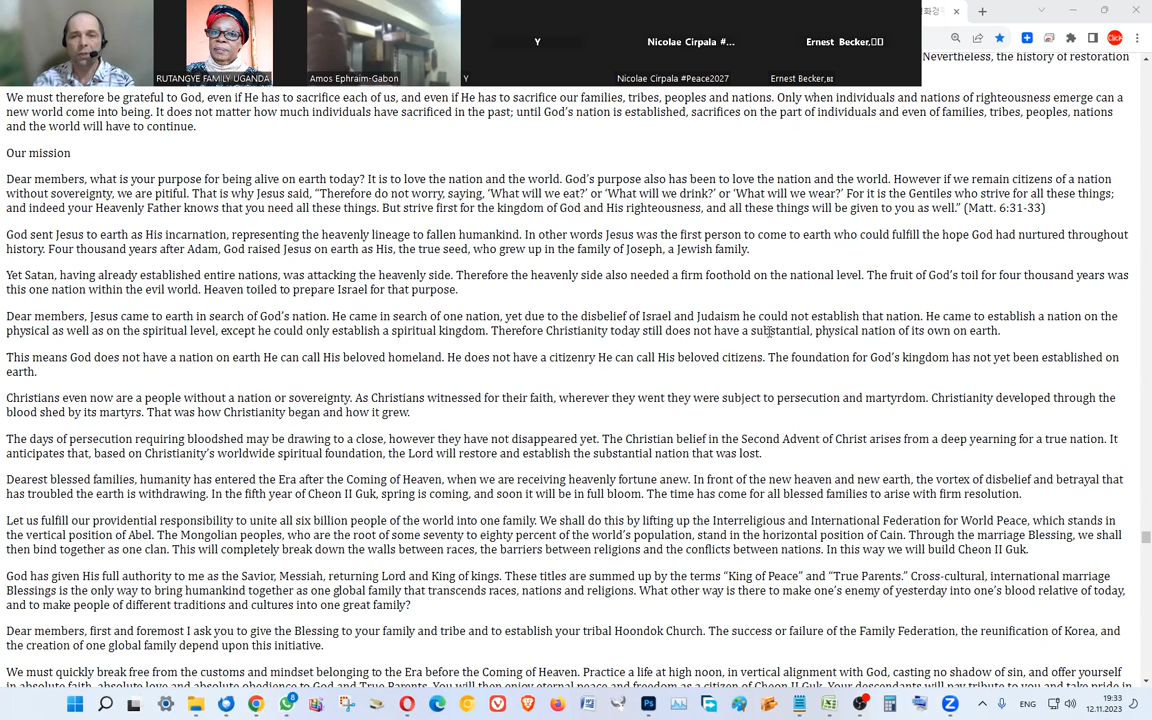 화경
Y
Nicolae Cirpala #...
Ernest Becker,
RUTANGYE FAMILY UGANDA
Amos Ephraim-Gabon
Y
Nicolae Cirpala #Peace2027
Ernest Becker,
Click
Nevertheless, the history of restoration
We must therefore be grateful to God, even if He has to sacrifice each of us, and even if He has to sacrifice our families, tribes, peoples and nations. Only when individuals and nations of righteousness emerge can a
new world come into being. It does not matter how much individuals have sacrificed in the past; until God's nation is established, sacrifices on the part of individuals and even of families, tribes, peoples, nations
and the world will have to continue.
Our mission
Dear members, what is your purpose for being alive on earth today? It is to love the nation and the world. God's purpose also has been to love the nation and the world. However if we remain citizens of a nation
without sovereignty, we are pitiful. That is why Jesus said, “Therefore do not worry, saying, ‘What will we eat?’ or ‘What will we drink?’ or ‘What will we wear?’ For it is the Gentiles who strive for all these things;
and indeed your Heavenly Father knows that you need all these things. But strive first for the kingdom of God and His righteousness, and all these things will be given to you as well.” (Matt. 6:31-33)
God sent Jesus to earth as His incarnation, representing the heavenly lineage to fallen humankind. In other words Jesus was the first person to come to earth who could fulfill the hope God had nurtured throughout
history. Four thousand years after Adam, God raised Jesus on earth as His, the true seed, who grew up in the family of Joseph, a Jewish family.
Yet Satan, having already established entire nations, was attacking the heavenly side. Therefore the heavenly side also needed a firm foothold on the national level. The fruit of God's toil for four thousand years was
this one nation within the evil world. Heaven toiled to prepare Israel for that purpose.
Dear members, Jesus came to earth in search of God's nation. He came in search of one nation, yet due to the disbelief of Israel and Judaism he could not establish that nation. He came to establish a nation on the
physical as well as on the spiritual level, except he could only establish a spiritual kingdom. Therefore Christianity today still does not have a substantial, physical nation of its own on earth.
This means God does not have a nation on earth He can call His beloved homeland. He does not have a citizenry He can call His beloved citizens. The foundation for God's kingdom has not yet been established on
earth.
Christians even now are a people without a nation or sovereignty. As Christians witnessed for their faith, wherever they went they were subject to persecution and martyrdom. Christianity developed through the
blood shed by its martyrs. That was how Christianity began and how it grew.
The days of persecution requiring bloodshed may be drawing to a close, however they have not disappeared yet. The Christian belief in the Second Advent of Christ arises from a deep yearning for a true nation. It
anticipates that, based on Christianity's worldwide spiritual foundation, the Lord will restore and establish the substantial nation that was lost.
Dearest blessed families, humanity has entered the Era after the Coming of Heaven, when we are receiving heavenly fortune anew. In front of the new heaven and new earth, the vortex of disbelief and betrayal that
has troubled the earth is withdrawing. In the fifth year of Cheon Il Guk, spring is coming, and soon it will be in full bloom. The time has come for all blessed families to arise with firm resolution.
Let us fulfill our providential responsibility to unite all six billion people of the world into one family. We shall do this by lifting up the Interreligious and International Federation for World Peace, which stands in
the vertical position of Abel. The Mongolian peoples, who are the root of some seventy to eighty percent of the world's population, stand in the horizontal position of Cain. Through the marriage Blessing, we shall
then bind together as one clan. This will completely break down the walls between races, the barriers between religions and the conflicts between nations. In this way we will build Cheon Il Guk.
God has given His full authority to me as the Savior, Messiah, returning Lord and King of kings. These titles are summed up by the terms “King of Peace” and “True Parents.” Cross-cultural, international marriage
Blessings is the only way to bring humankind together as one global family that transcends races, nations and religions. What other way is there to make one's enemy of yesterday into one's blood relative of today,
and to make people of different traditions and cultures into one great family?
Dear members, first and foremost I ask you to give the Blessing to your family and tribe and to establish your tribal Hoondok Church. The success or failure of the Family Federation, the reunification of Korea, and
the creation of one global family depend upon this initiative.
We must quickly break free from the customs and mindset belonging to the Era before the Coming of Heaven. Practice a life at high noon, in vertical alignment with God, casting no shadow of sin, and offer yourself
in absolute faith, absolute love and absolute obedience to God and True Parents. You will then enjoy eternal peace and freedom as a citizen of Cheon Il Guk. Your descendants will pay tribute to you and take pride in
8
ENG
19:33
12.11.2023